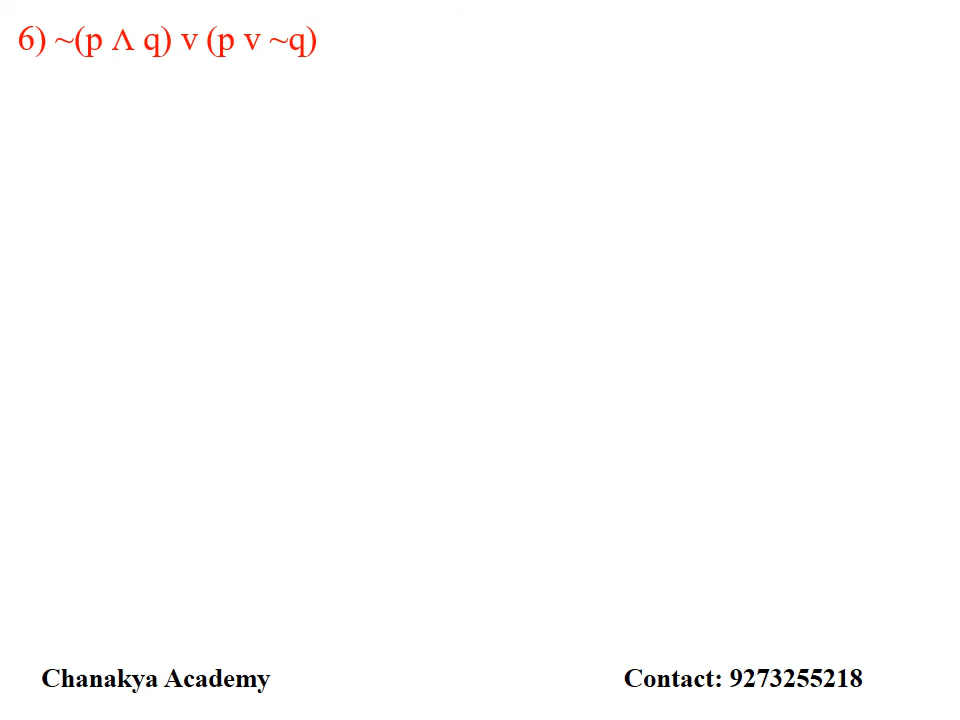 6) ~(p Λ q) v (p v ~q)
Chanakya Academy
Contact: 9273255218